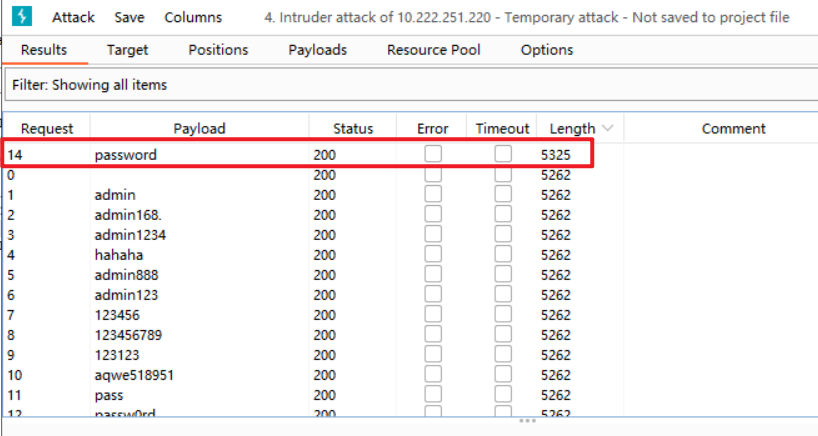 Attack Save Columns 4. Intruder attack of 10.222.251.220 - Temporary attack - Not saved to project file
Results Target Positions Payloads Resource Pool Options
Filter: Showing all items
Request Payload Status Error Timeout Length Comment
14 password 200 5325
0 200 5262
1 admin 200 5262
2 admin168. 200 5262
3 admin1234 200 5262
4 hahaha 200 5262
5 admin888 200 5262
6 admin123 200 5262
7 123456 200 5262
8 123456789 200 5262
9 123123 200 5262
10 aqwe518951 200 5262
11 pass 200 5262
12 passw0rd 200 5262